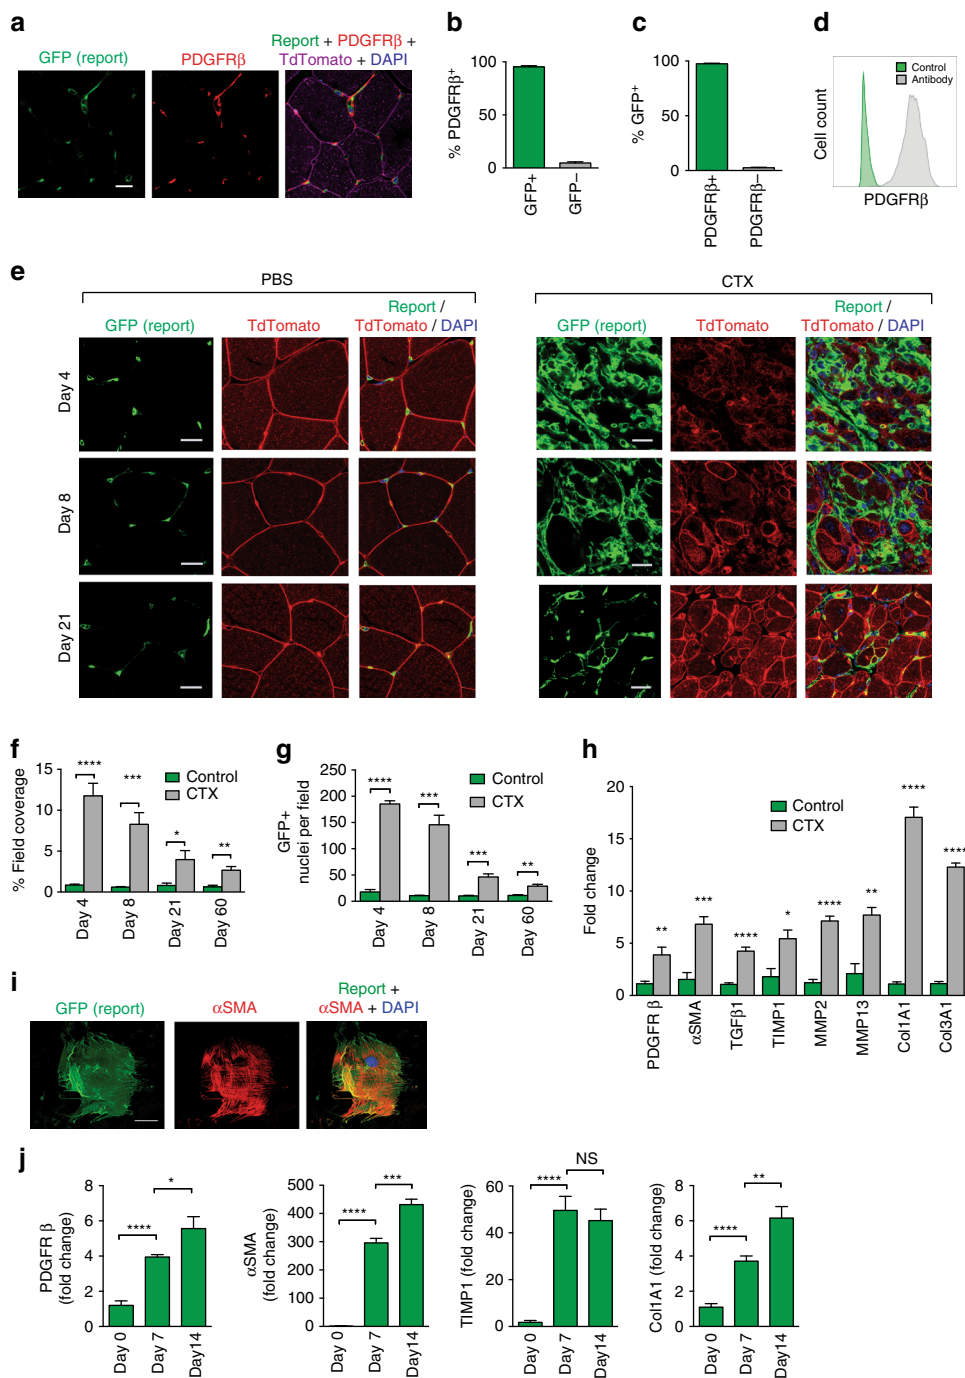 a
GFP (report)
PDGFRβ
Report + PDGFRβ +
TdTomato + DAPI
b
% PDGFRβ+
100
50
0
GFP+
GFP–
c
% GFP+
100
50
0
PDGFRβ+
PDGFRβ–
d
Cell count
Control
Antibody
PDGFRβ
e
PBS
GFP (report)
TdTomato
Report /
TdTomato / DAPI
CTX
GFP (report)
TdTomato
Report /
TdTomato / DAPI
Day 4
Day 8
Day 21
f
% Field coverage
15
10
5
0
****
***
*
**
Control
CTX
Day 4
Day 8
Day 21
Day 60
g
GFP+
nuclei per field
250
200
150
100
50
0
****
***
***
**
Control
CTX
Day 4
Day 8
Day 21
Day 60
h
Fold change
20
15
10
5
0
Control
CTX
**
***
****
*
****
**
****
****
PDGFR β
αSMA
TGFβ1
TIMP1
MMP2
MMP13
Col1A1
Col3A1
i
GFP (report)
αSMA
Report +
αSMA + DAPI
j
PDGFR β
(fold change)
8
6
4
2
0
****
*
Day 0
Day 7
Day14
αSMA
(fold change)
500
400
300
200
100
0
****
***
Day 0
Day 7
Day14
TIMP1 (fold change)
60
40
20
0
****
NS
Day 0
Day 7
Day 14
Col1A1 (fold change)
8
6
4
2
0
****
**
Day 0
Day 7
Day 14